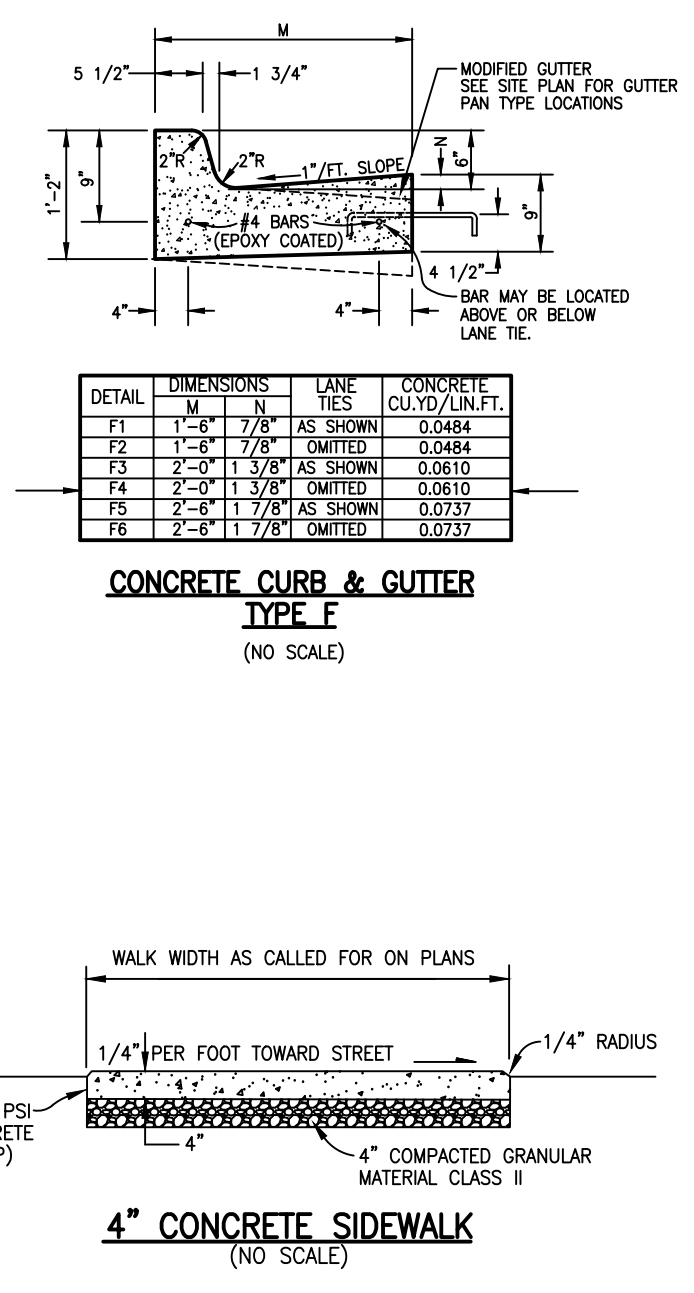 M
5 1/2"
1 3/4"
MODIFIED GUTTER
SEE SITE PLAN FOR GUTTER
PAN TYPE LOCATIONS
1'-2"
9"
2"R
2"R
1"/FT. SLOPE
N
6"
9"
#4 BARS
(EPOXY COATED)
4 1/2"
4"
4"
BAR MAY BE LOCATED
ABOVE OR BELOW
LANE TIE.
DETAIL DIMENSIONS LANE TIES CONCRETE CU.YD/LIN.FT.
M N
F1 1'-6" 7/8" AS SHOWN 0.0484
F2 1'-6" 7/8" OMITTED 0.0484
F3 2'-0" 1 3/8" AS SHOWN 0.0610
F4 2'-0" 1 3/8" OMITTED 0.0610
F5 2'-6" 1 7/8" AS SHOWN 0.0737
F6 2'-6" 1 7/8" OMITTED 0.0737
CONCRETE CURB & GUTTER
TYPE F
(NO SCALE)
WALK WIDTH AS CALLED FOR ON PLANS
1/4" PER FOOT TOWARD STREET
1/4" RADIUS
PSI
RETE
P)
4"
4" COMPACTED GRANULAR
MATERIAL CLASS II
4" CONCRETE SIDEWALK
(NO SCALE)